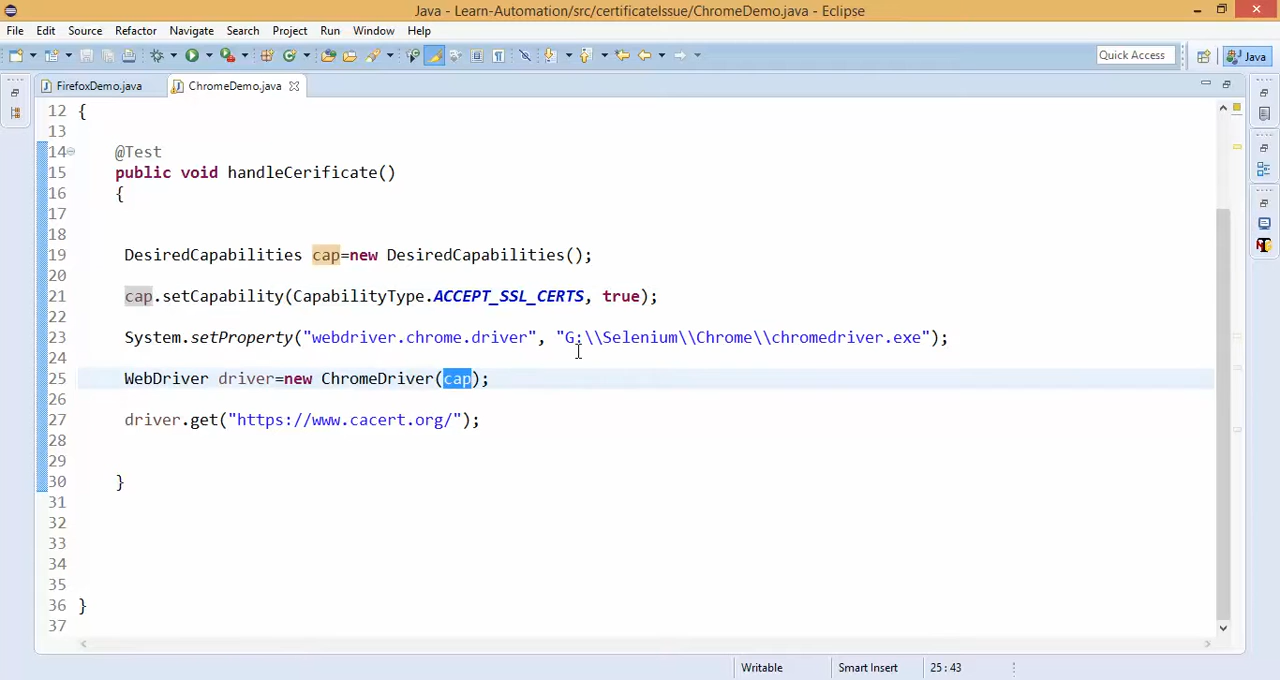 Java - Learn-Automation/src/certificateIssue/ChromeDemo.java - Eclipse
File Edit Source Refactor Navigate Search Project Run Window Help
Quick Access Java
FirefoxDemo.java ChromeDemo.java
12 {
13
14 @Test
15 public void handleCerificate()
16 {
17
18
19 DesiredCapabilities cap=new DesiredCapabilities();
20
21 cap.setCapability(CapabilityType.ACCEPT_SSL_CERTS, true);
22
23 System.setProperty("webdriver.chrome.driver", "G:\\Selenium\\Chrome\\chromedriver.exe");
24
25 WebDriver driver=new ChromeDriver(cap);
26
27 driver.get("https://www.cacert.org/");
28
29
30 }
31
32
33
34
35
36 }
37
Writable Smart Insert 25 : 43